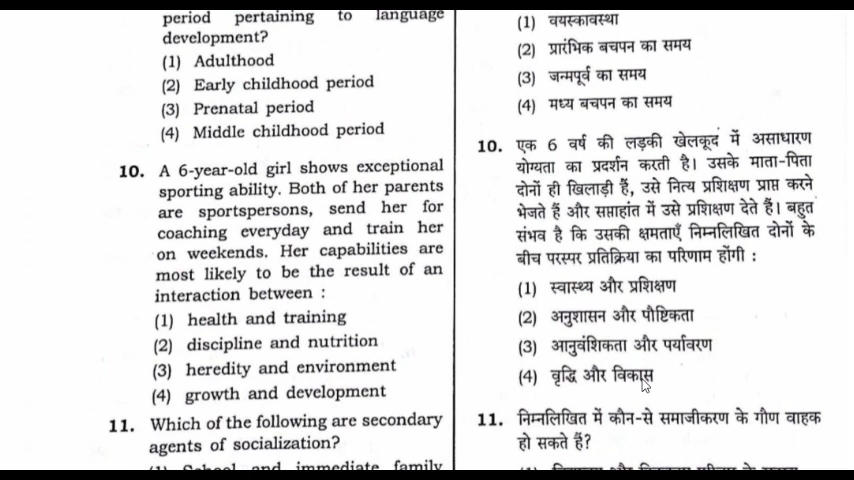 period pertaining to language
development?
(1) Adulthood
(2) Early childhood period
(3) Prenatal period
(4) Middle childhood period
10. A 6-year-old girl shows exceptional
sporting ability. Both of her parents
are sportspersons, send her for
coaching everyday and train her
on weekends. Her capabilities are
most likely to be the result of an
interaction between :
(1) health and training
(2) discipline and nutrition
(3) heredity and environment
(4) growth and development
11. Which of the following are secondary
agents of socialization?
(1) School and immediate family
(1) वयस्कावस्था
(2) प्रारंभिक बचपन का समय
(3) जन्मपूर्व का समय
(4) मध्य बचपन का समय
10. एक 6 वर्ष की लड़की खेलकूद में असाधारण
योग्यता का प्रदर्शन करती है। उसके माता-पिता
दोनों ही खिलाड़ी हैं, उसे नित्य प्रशिक्षण प्राप्त करने
भेजते हैं और सप्ताहांत में उसे प्रशिक्षण देते हैं। बहुत
संभव है कि उसकी क्षमताएँ निम्नलिखित दोनों के
बीच परस्पर प्रतिक्रिया का परिणाम होंगी :
(1) स्वास्थ्य और प्रशिक्षण
(2) अनुशासन और पौष्टिकता
(3) आनुवंशिकता और पर्यावरण
(4) वृद्धि और विकास
11. निम्नलिखित में कौन-से समाजीकरण के गौण वाहक
हो सकते हैं?